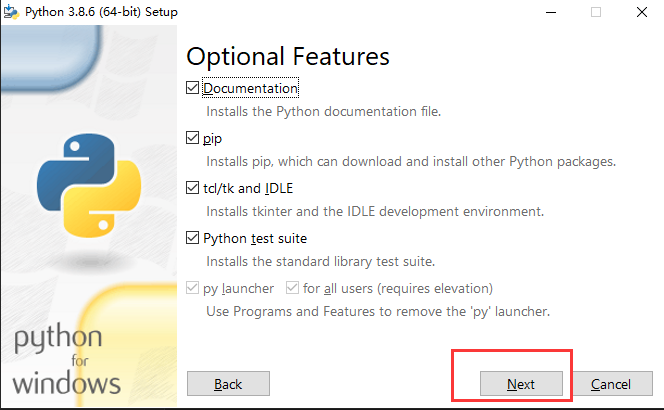 Python 3.8.6 (64-bit) Setup
Optional Features
Documentation
Installs the Python documentation file.
pip
Installs pip, which can download and install other Python packages.
tcl/tk and IDLE
Installs tkinter and the IDLE development environment.
Python test suite
Installs the standard library test suite.
py launcher for all users (requires elevation)
Use Programs and Features to remove the 'py' launcher.
python
for
windows
Back Next Cancel